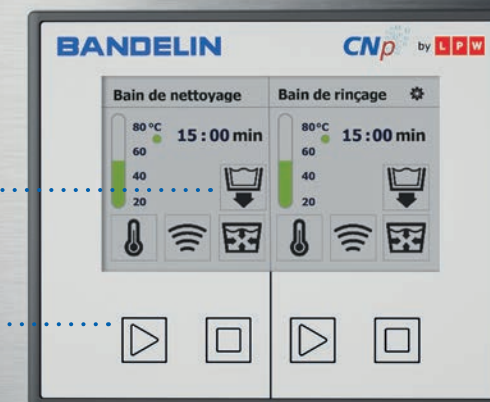 BANDELIN
CNp by LPW
Bain de nettoyage
80 °C
15:00 min
60
40
20
Bain de rinçage
80 °C
15:00 min
60
40
20